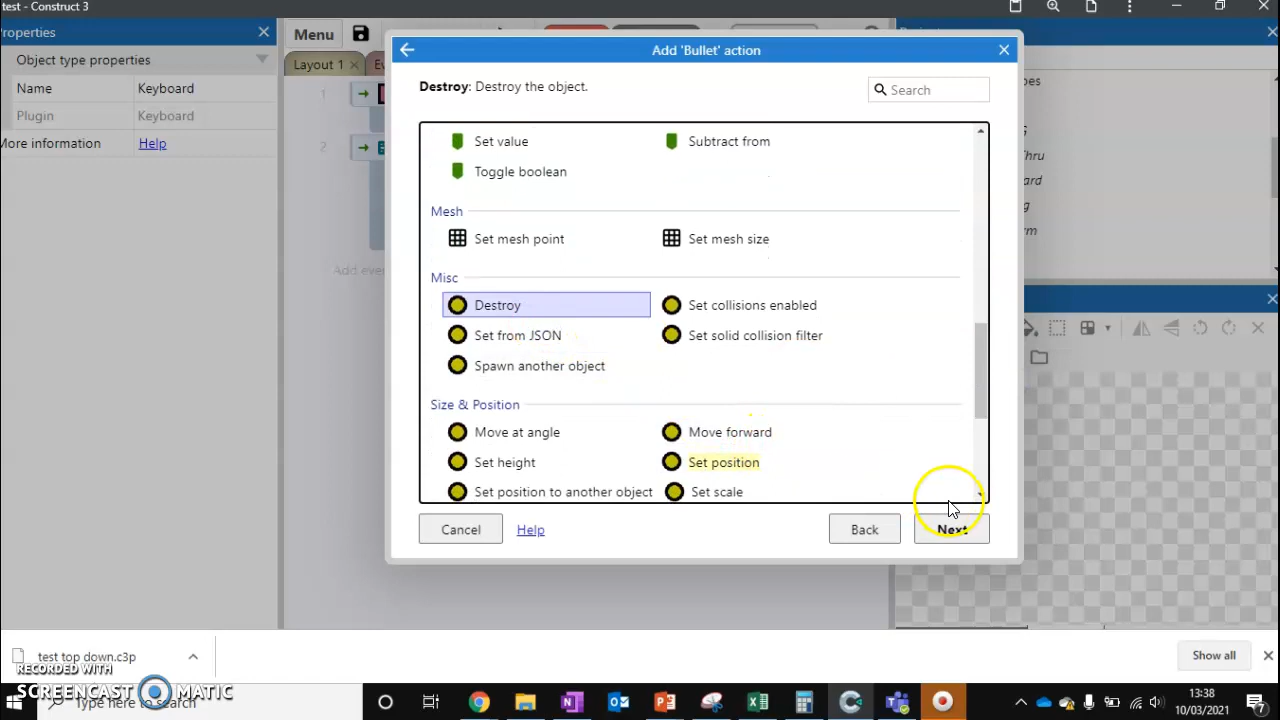 test - Construct 3
Properties
Menu
Add 'Bullet' action
Object type properties
Layout 1
Destroy: Destroy the object.
Search
Name
Keyboard
1
Plugin
Keyboard
More information
Help
2
Set value
Subtract from
Toggle boolean
Mesh
Set mesh point
Set mesh size
Misc
Destroy
Set collisions enabled
Set from JSON
Set solid collision filter
Spawn another object
Size & Position
Move at angle
Move forward
Set height
Set position
Set position to another object
Set scale
Cancel
Help
Back
Next
test top down.c3p
Show all
RECORDED WITH
SCREENCAST MATIC
Type here to search
13:38
10/03/2021
7